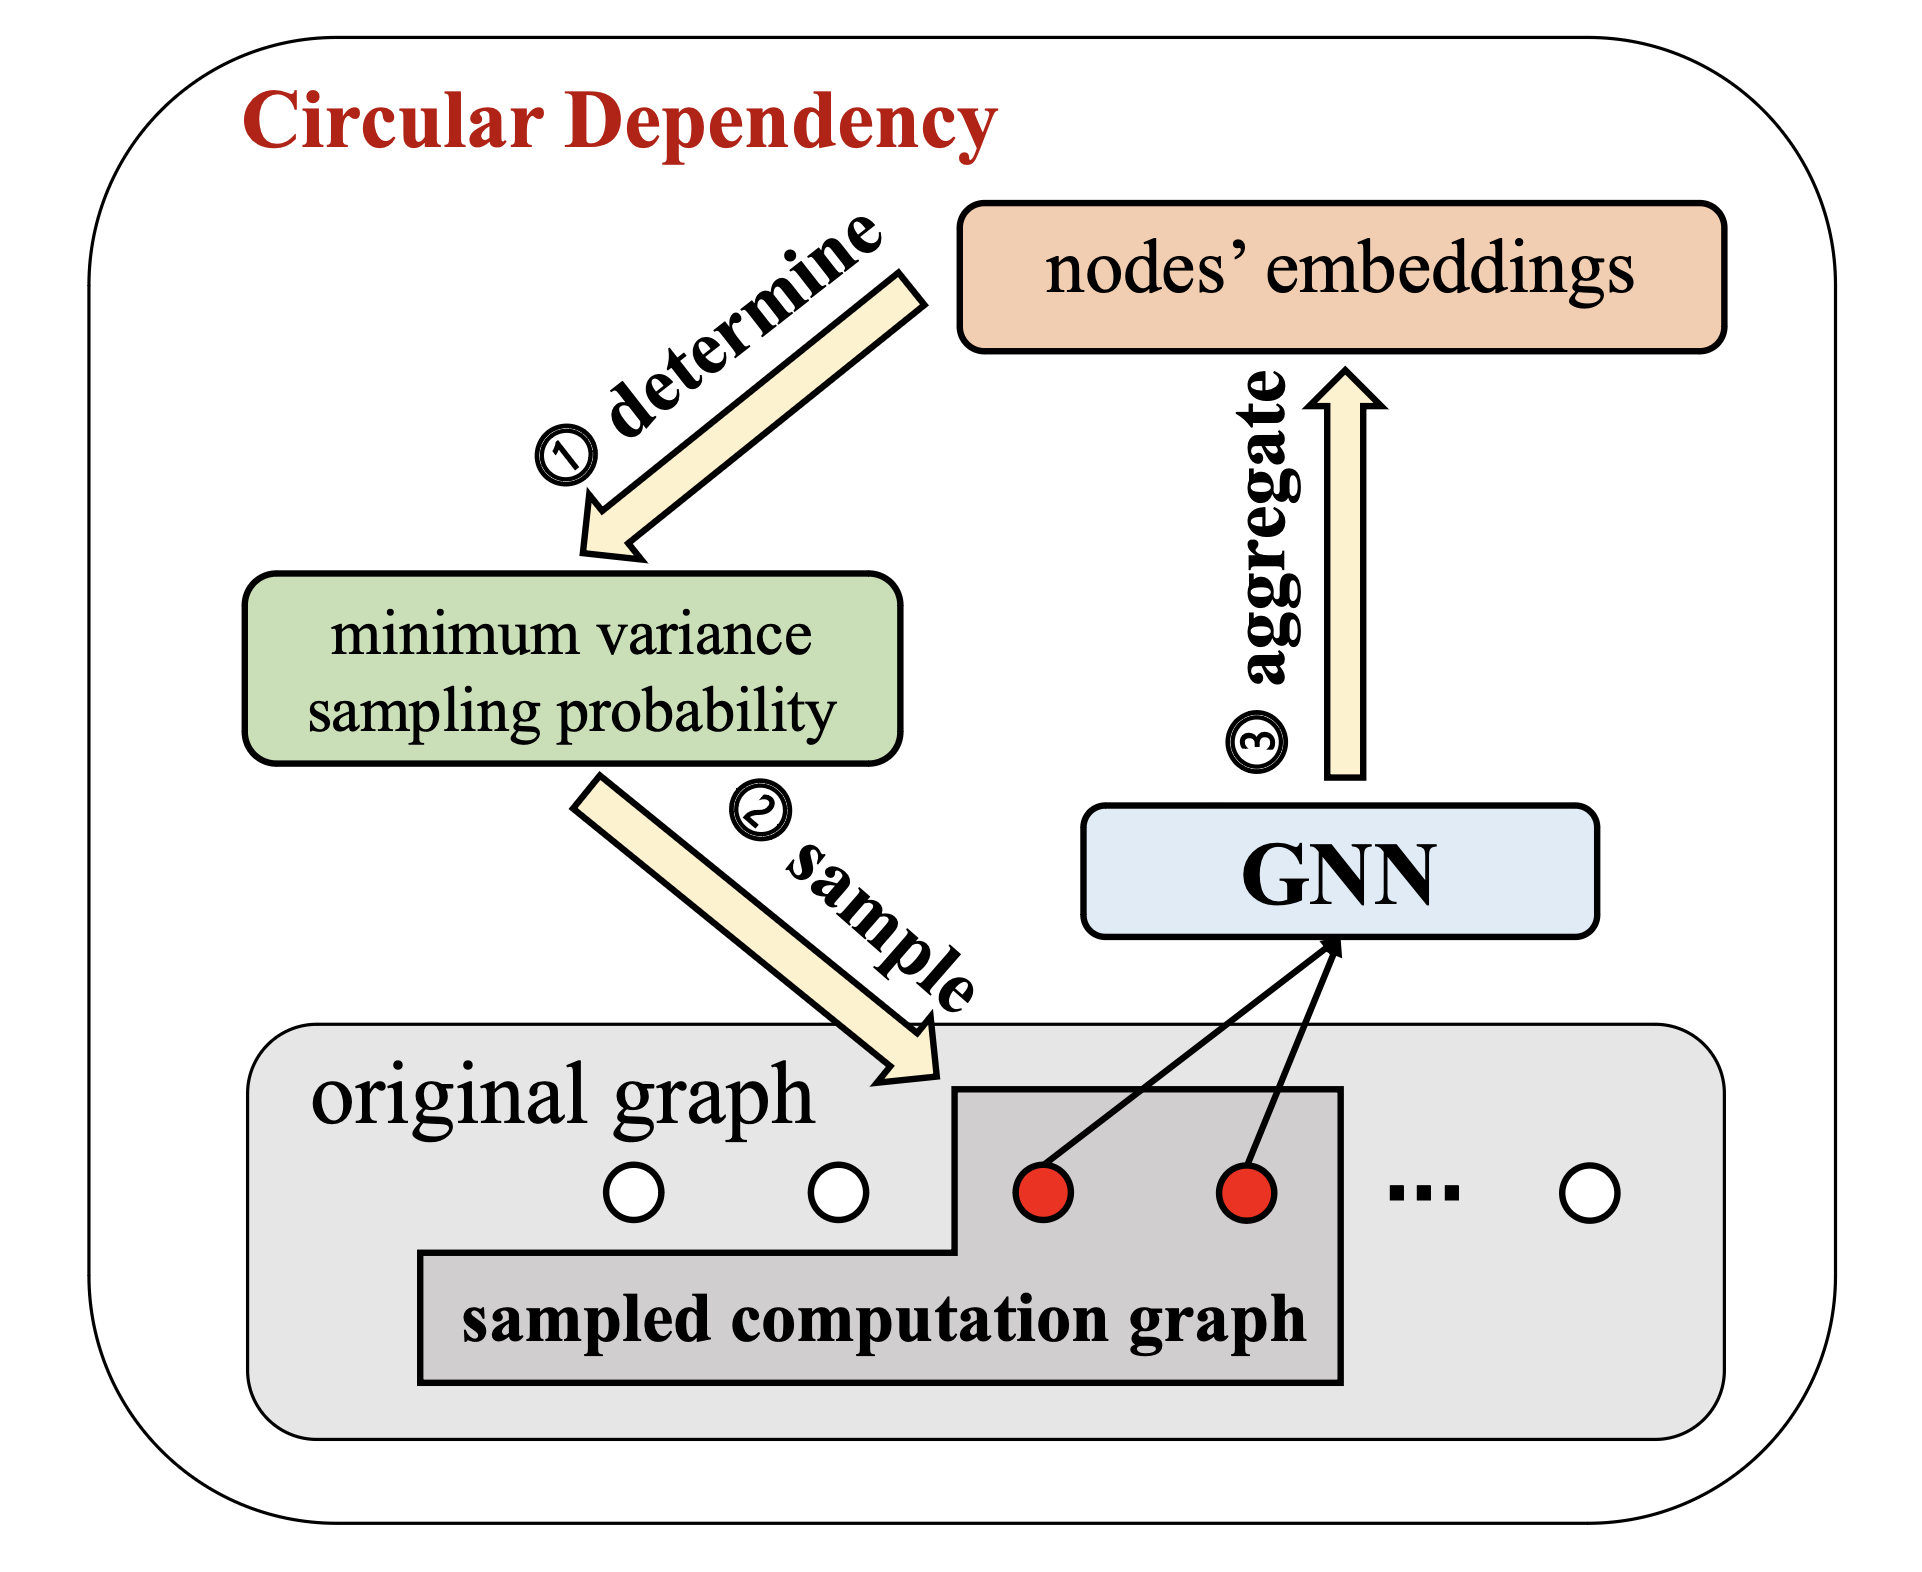 Circular Dependency
nodes’ embeddings
① determine
minimum variance
sampling probability
② sample
③ aggregate
GNN
original graph
...
sampled computation graph